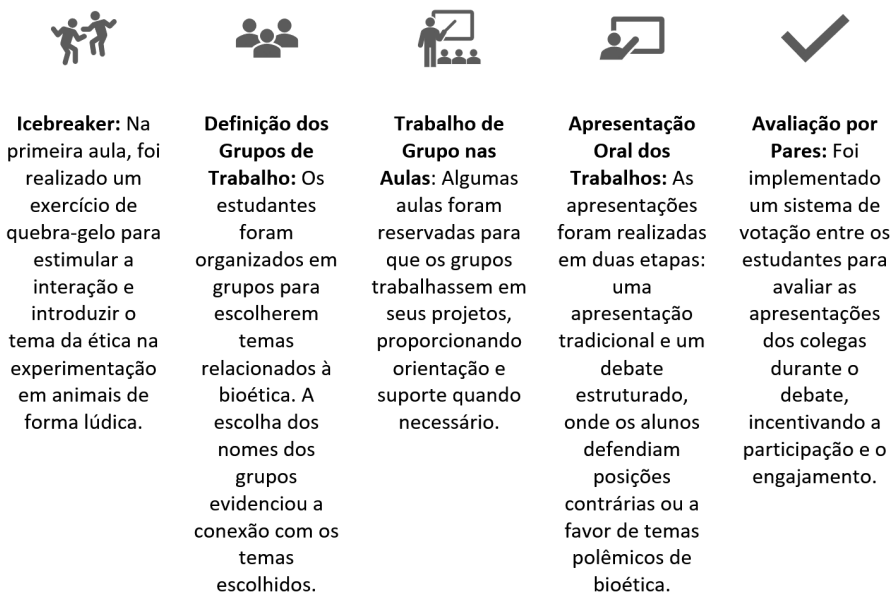 Icebreaker: Na
primeira aula, foi
realizado um
exercício de
quebra-gelo para
estimular a
interação e
introduzir o
tema da ética na
experimentação
em animais de
forma lúdica.
Definição dos
Grupos de
Trabalho: Os
estudantes
foram
organizados em
grupos para
escolherem
temas
relacionados à
bioética. A
escolha dos
nomes dos
grupos
evidenciou a
conexão com os
temas
escolhidos.
Trabalho de
Grupo nas
Aulas: Algumas
aulas foram
reservadas para
que os grupos
trabalhassem em
seus projetos,
proporcionando
orientação e
suporte quando
necessário.
Apresentação
Oral dos
Trabalhos: As
apresentações
foram realizadas
em duas etapas:
uma
apresentação
tradicional e um
debate
estruturado,
onde os alunos
defendiam
posições
contrárias ou a
favor de temas
polêmicos de
bioética.
Avaliação por
Pares: Foi
implementado
um sistema de
votação entre os
estudantes para
avaliar as
apresentações
dos colegas
durante o
debate,
incentivando a
participação e o
engajamento.